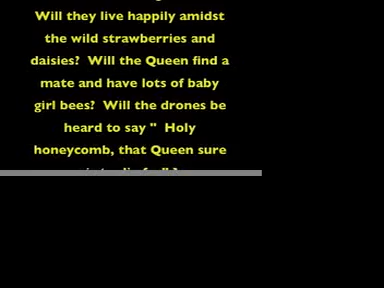 Will they live happily amidst
the wild strawberries and
daisies? Will the Queen find a
mate and have lots of baby
girl bees? Will the drones be
heard to say " Holy
honeycomb, that Queen sure